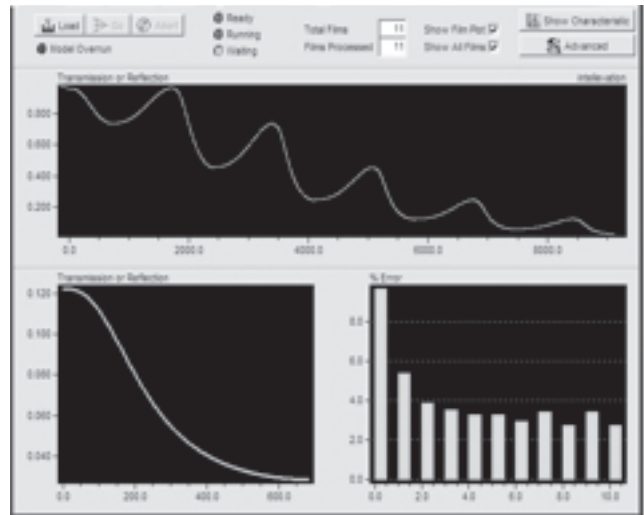 Load Go Abort
Ready
Running
Waiting
Model Overrun
Total Films 11
Films Processed 11
Show Film Plot
Show All Films
Show Characteristic
Advanced
Transmission or Reflection
0.800
0.600
0.400
0.200
0.0 2000.0 4000.0 6000.0 8000.0
Transmission or Reflection
0.120
0.100
0.080
0.060
0.040
0.0 200.0 400.0 600.0
% Error
8.0
6.0
4.0
2.0
0.0
0.0 2.0 4.0 6.0 8.0 10.0